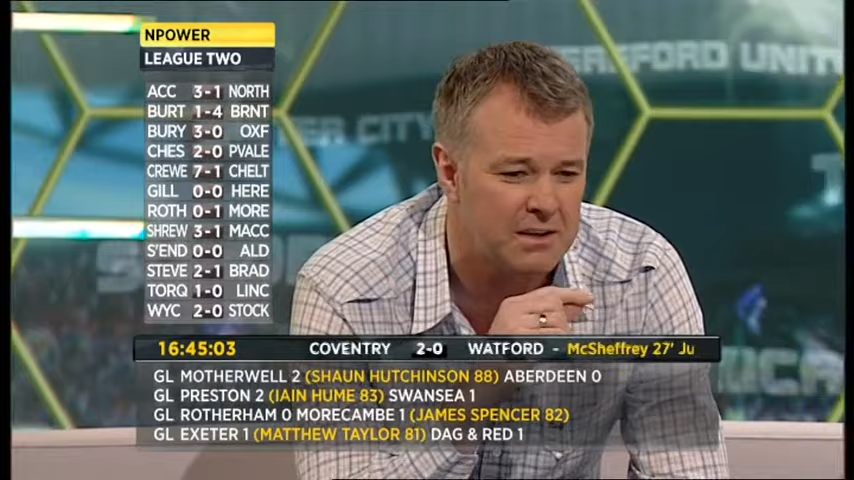 NPOWER
LEAGUE TWO
ACC 3-1 NORTH
BURT 1-4 BRNT
BURY 3-0 OXF
CHES 2-0 PVALE
CREWE 7-1 CHELT
GILL 0-0 HERE
ROTH 0-1 MORE
SHREW 3-1 MACC
S'END 0-0 ALD
STEVE 2-1 BRAD
TORQ 1-0 LINC
WYC 2-0 STOCK
16:45:03 COVENTRY 2-0 WATFORD - McSheffrey 27' Ju
GL MOTHERWELL 2 (SHAUN HUTCHINSON 88) ABERDEEN 0
GL PRESTON 2 (IAIN HUME 83) SWANSEA 1
GL ROTHERHAM 0 MORECAMBE 1 (JAMES SPENCER 82)
GL EXETER 1 (MATTHEW TAYLOR 81) DAG & RED 1